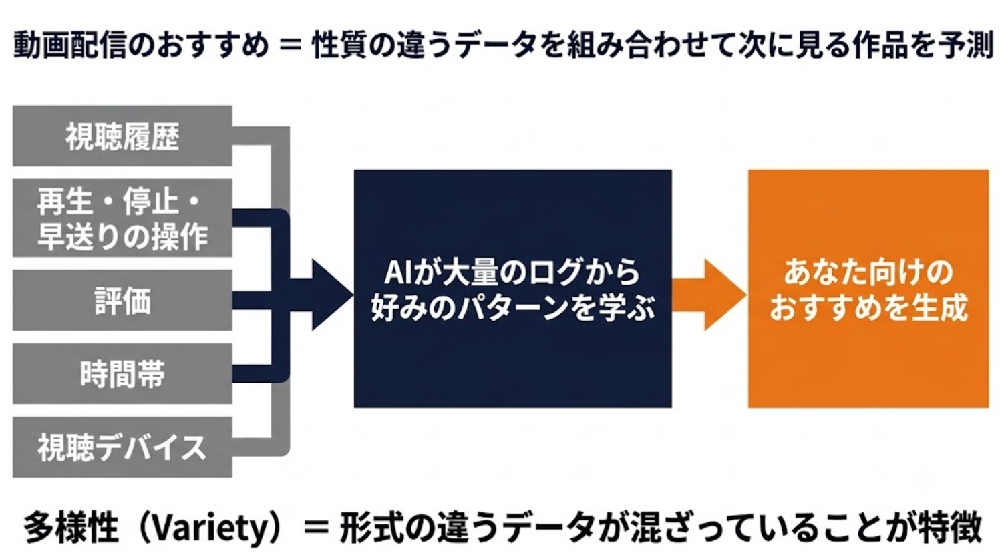 動画配信のおすすめ = 性質の違うデータを組み合わせて次に見る作品を予測
視聴履歴
再生・停止・
早送りの操作
評価
時間帯
視聴デバイス
AIが大量のログから
好みのパターンを学ぶ
あなた向けの
おすすめを生成
多様性（Variety）= 形式の違うデータが混ざっていることが特徴